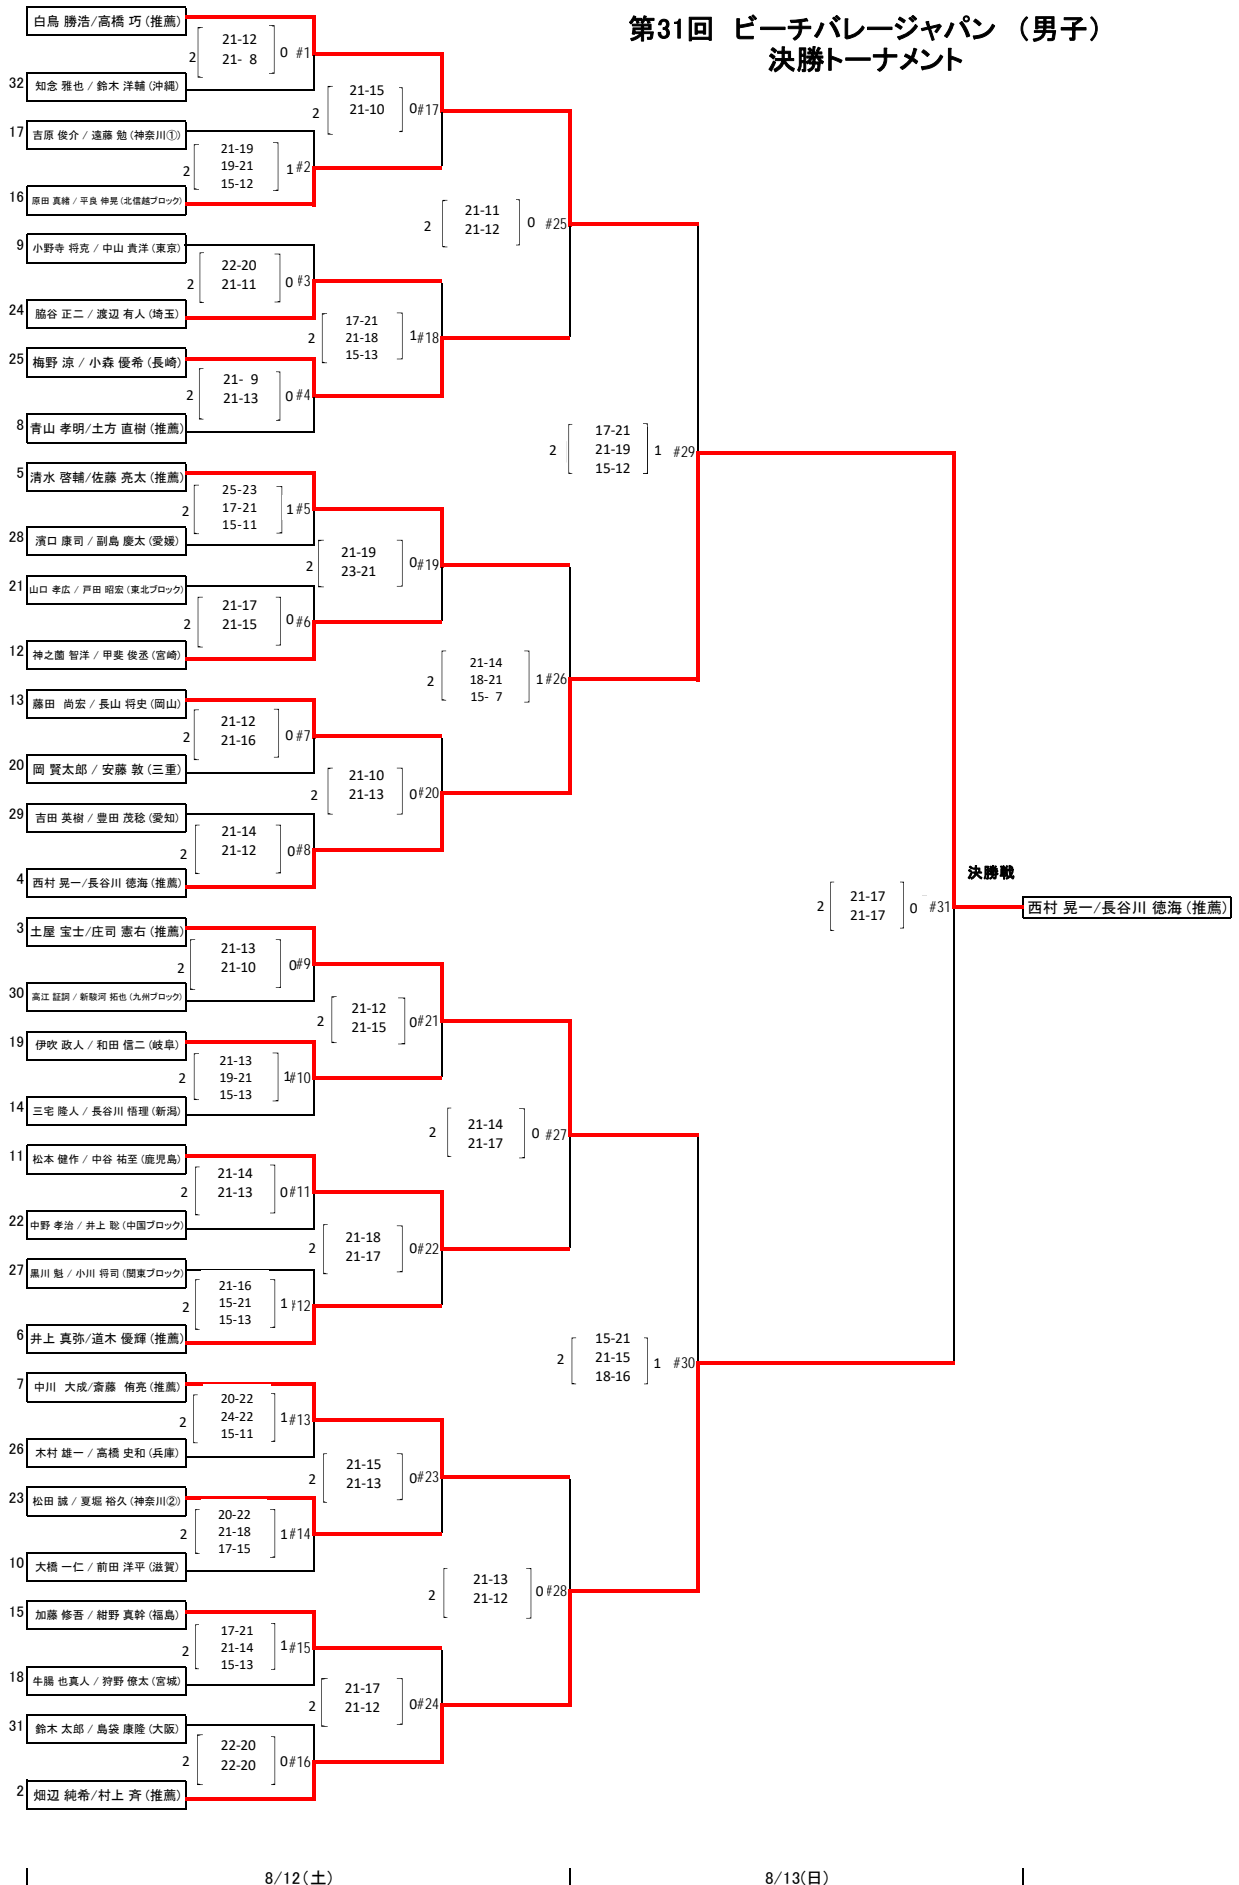 第31回 ビーチバレージャパン （男子）
決勝トーナメント
白鳥 勝浩/高橋 巧 (推薦)
2 21-12 0 #1
21- 8
32 知念 雅也 / 鈴木 洋輔 (沖縄)
2 21-15 0 #17
21-10
17 吉原 俊介 / 遠藤 勉 (神奈川①)
2 21-19 1 #2
19-21
15-12
16 原田 真緒 / 平良 伸晃 (北信越ブロック)
2 21-11 0 #25
21-12
9 小野寺 将克 / 中山 貴洋 (東京)
2 22-20 0 #3
21-11
24 脇谷 正二 / 渡辺 有人 (埼玉)
2 17-21 1 #18
21-18
15-13
25 梅野 涼 / 小森 優希 (長崎)
2 21- 9 0 #4
21-13
8 青山 孝明/土方 直樹 (推薦)
2 17-21 1 #29
21-19
15-12
5 清水 啓輔/佐藤 亮太 (推薦)
2 25-23 1 #5
17-21
15-11
28 濱口 康司 / 副島 慶太 (愛媛)
2 21-19 0 #19
23-21
21 山口 孝広 / 戸田 昭宏 (東北ブロック)
2 21-17 0 #6
21-15
12 神之薗 智洋 / 甲斐 俊丞 (宮崎)
2 21-14 1 #26
18-21
15- 7
13 藤田 尚宏 / 長山 将史 (岡山)
2 21-12 0 #7
21-16
20 岡 賢太郎 / 安藤 敦 (三重)
2 21-10 0 #20
21-13
29 吉田 英樹 / 豊田 茂稔 (愛知)
2 21-14 0 #8
21-12
4 西村 晃一/長谷川 徳海 (推薦)
決勝戦
2 21-17 0 #31
21-17
西村 晃一/長谷川 徳海 (推薦)
3 土屋 宝士/庄司 憲右 (推薦)
2 21-13 0 #9
21-10
30 高江 証詞 / 新駿河 拓也 (九州ブロック)
2 21-12 0 #21
21-15
19 伊吹 政人 / 和田 信二 (岐阜)
2 21-13 1 #10
19-21
15-13
14 三宅 隆人 / 長谷川 悟理 (新潟)
2 21-14 0 #27
21-17
11 松本 健作 / 中谷 祐至 (鹿児島)
2 21-14 0 #11
21-13
22 中野 孝治 / 井上 聡 (中国ブロック)
2 21-18 0 #22
21-17
27 黒川 魁 / 小川 将司 (関東ブロック)
2 21-16 1 #12
15-21
15-13
6 井上 真弥/道木 優輝 (推薦)
2 15-21 1 #30
21-15
18-16
7 中川 大成/斎藤 侑亮 (推薦)
2 20-22 1 #13
24-22
15-11
26 木村 雄一 / 高橋 史和 (兵庫)
2 21-15 0 #23
21-13
23 松田 誠 / 夏堀 裕久 (神奈川②)
2 20-22 1 #14
21-18
17-15
10 大橋 一仁 / 前田 洋平 (滋賀)
2 21-13 0 #28
21-12
15 加藤 修吾 / 紺野 真幹 (福島)
2 17-21 1 #15
21-14
15-13
18 牛腸 也真人 / 狩野 僚太 (宮城)
2 21-17 0 #24
21-12
31 鈴木 太郎 / 島袋 康隆 (大阪)
2 22-20 0 #16
22-20
2 畑辺 純希/村上 斉 (推薦)
8/12(土) 8/13(日)